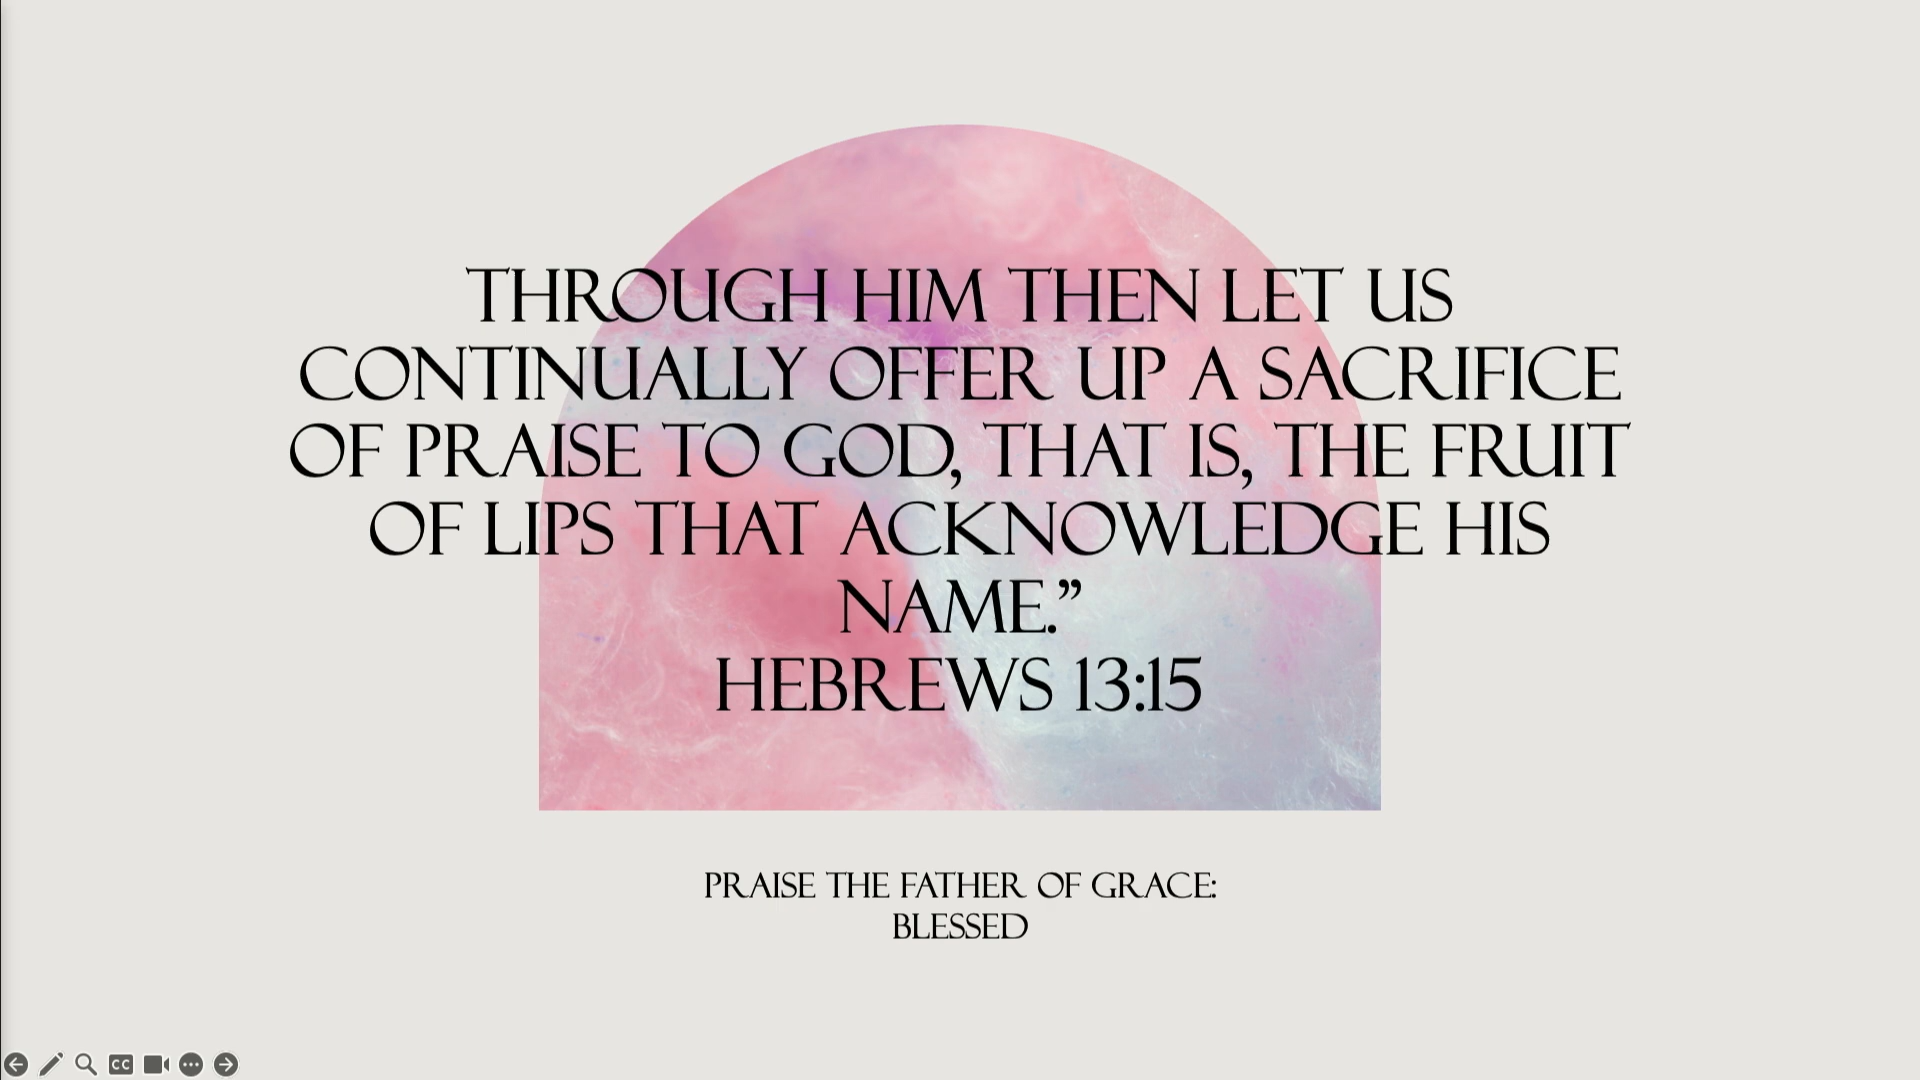 THROUGH HIM THEN LET US
CONTINUALLY OFFER UP A SACRIFICE
OF PRAISE TO GOD, THAT IS, THE FRUIT
OF LIPS THAT ACKNOWLEDGE HIS
NAME.”
HEBREWS 13:15
PRAISE THE FATHER OF GRACE:
BLESSED
CC